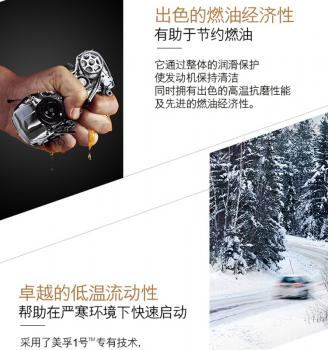 出色的燃油经济性
有助于节约燃油
它通过整体的润滑保护
使发动机保持清洁
同时拥有出色的高温抗磨性能
及先进的燃油经济性。
卓越的低温流动性
帮助在严寒环境下快速启动
采用了美孚1号™专有技术,